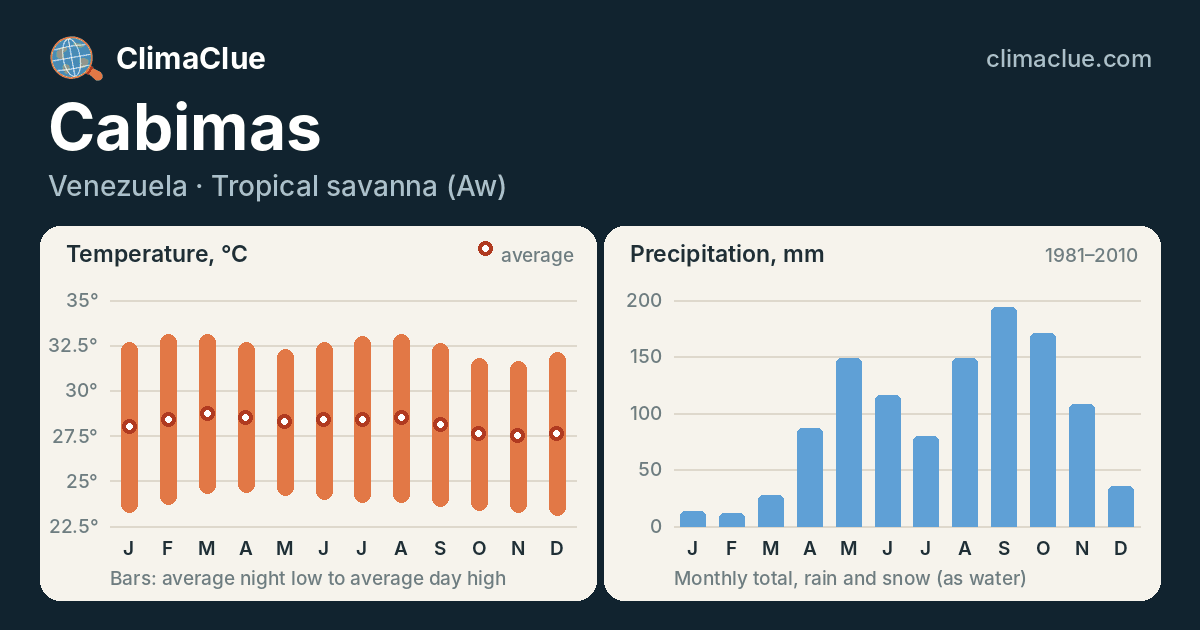 ClimaClue
climaclue.com
Cabimas
Venezuela · Tropical savanna (Aw)
Temperature, °C
average
35°
32.5°
30°
27.5°
25°
22.5°
J F M A M J J A S O N D
Bars: average night low to average day high
Precipitation, mm
1981–2010
200
150
100
50
0
J F M A M J J A S O N D
Monthly total, rain and snow (as water)